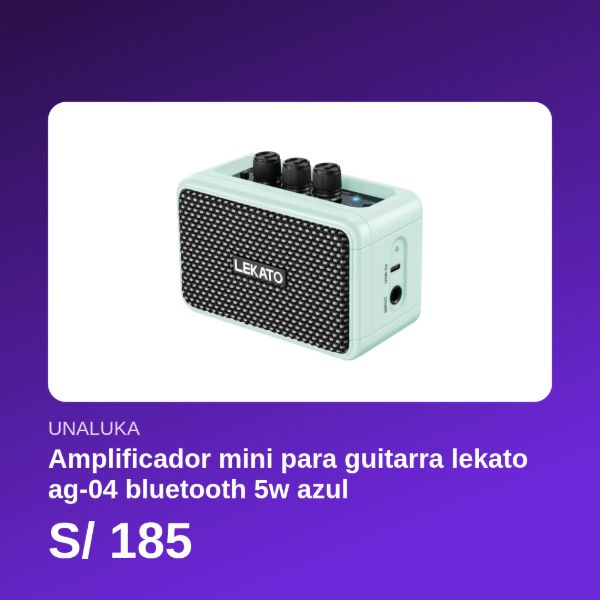 LEKATO
UNALUKA
Amplificador mini para guitarra lekato
ag-04 bluetooth 5w azul
S/ 185